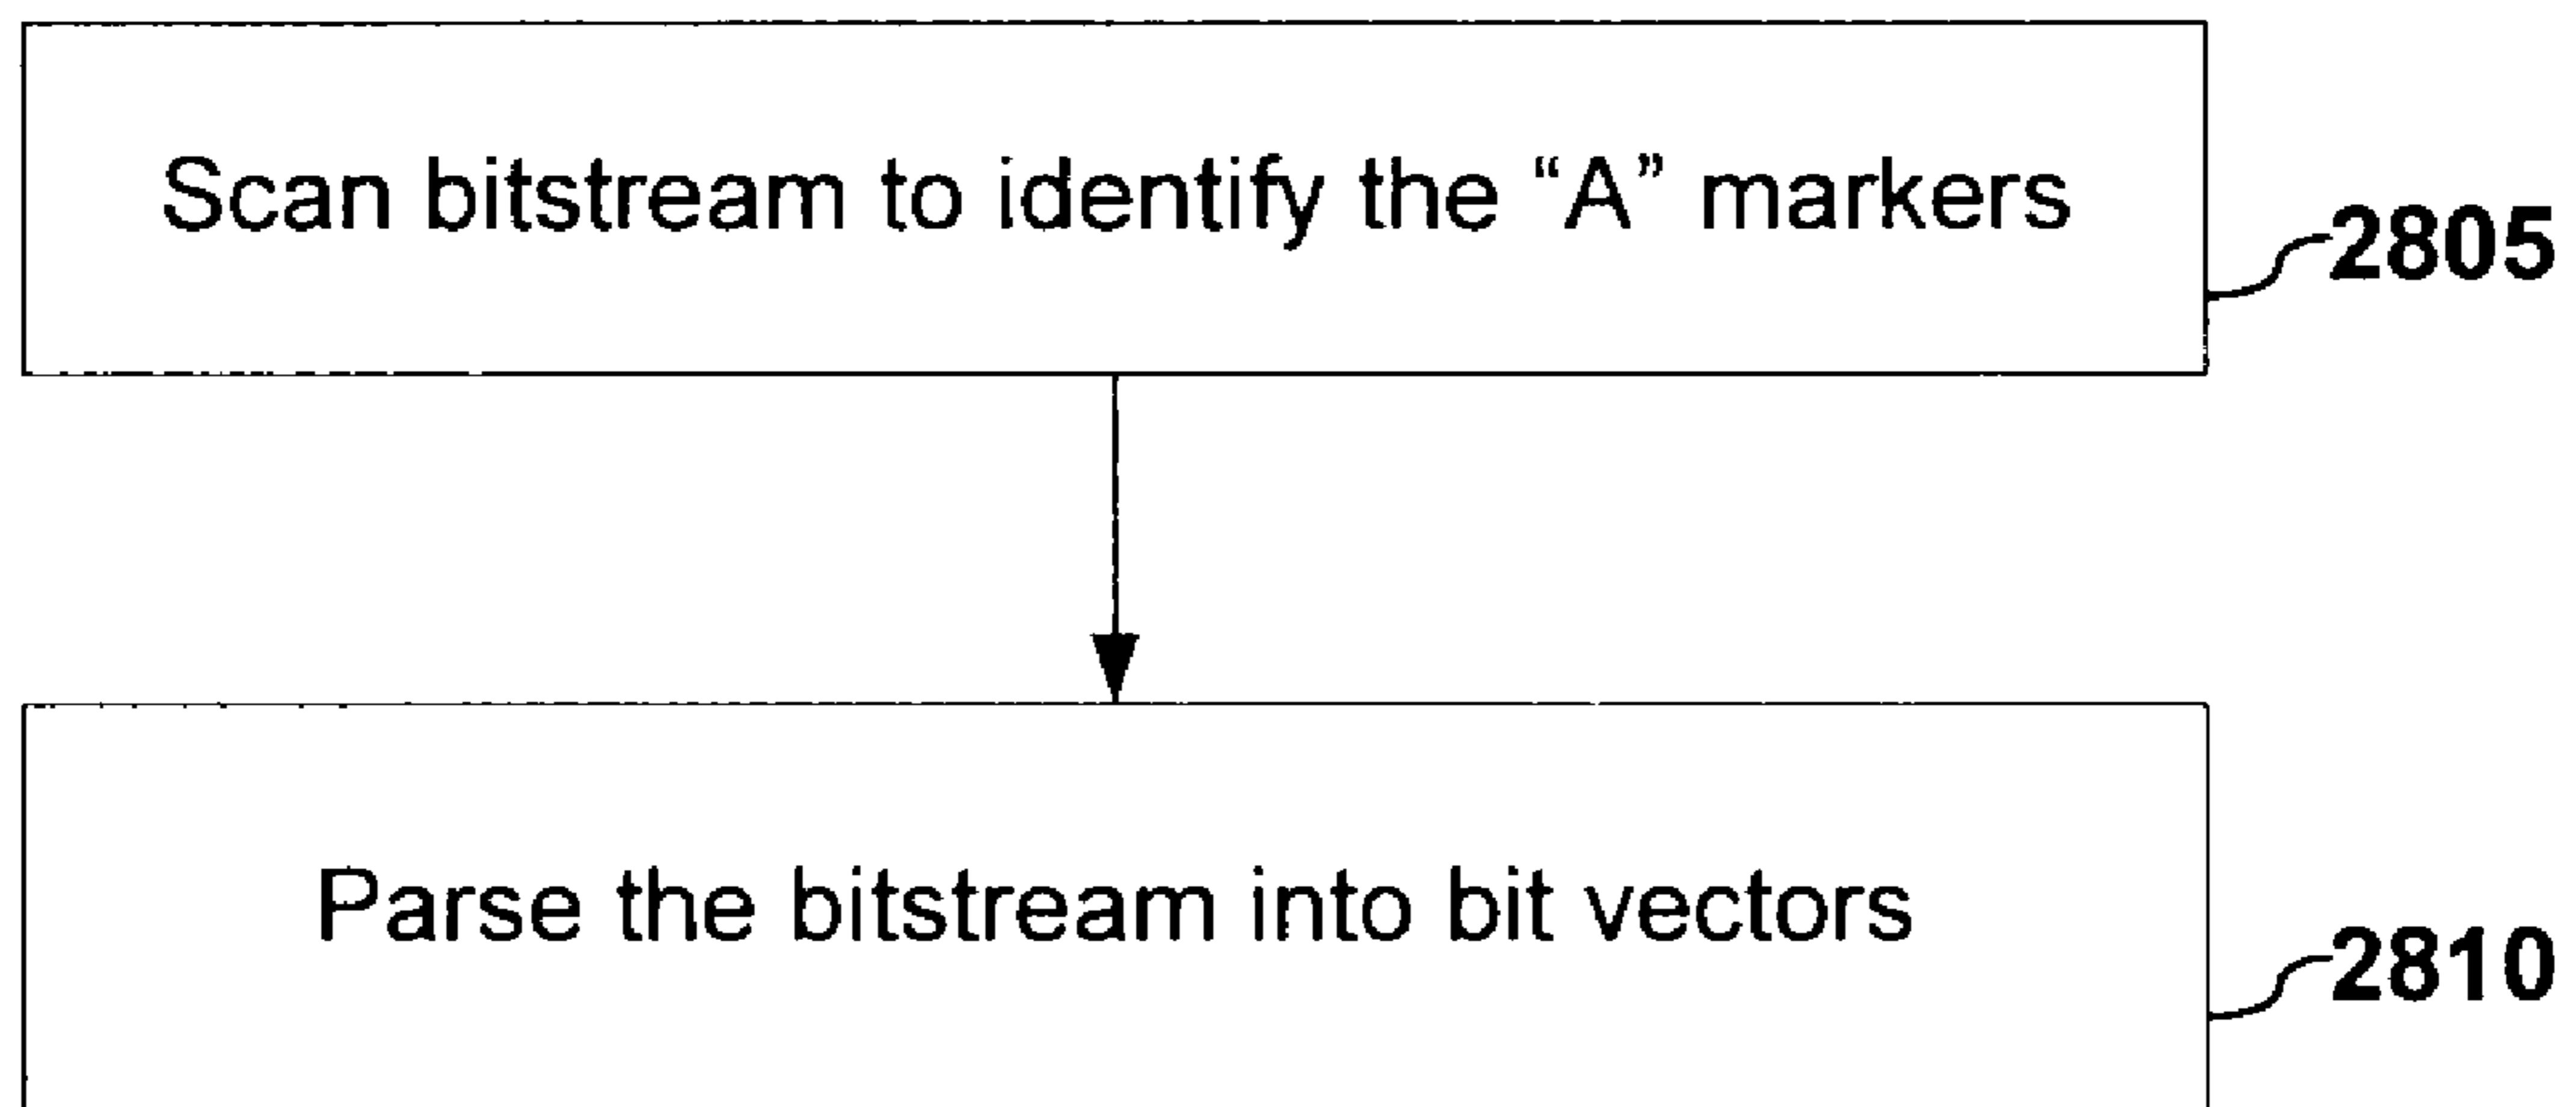 Scan bitstream to identify the “A” markers
2805
Parse the bitstream into bit vectors
2810